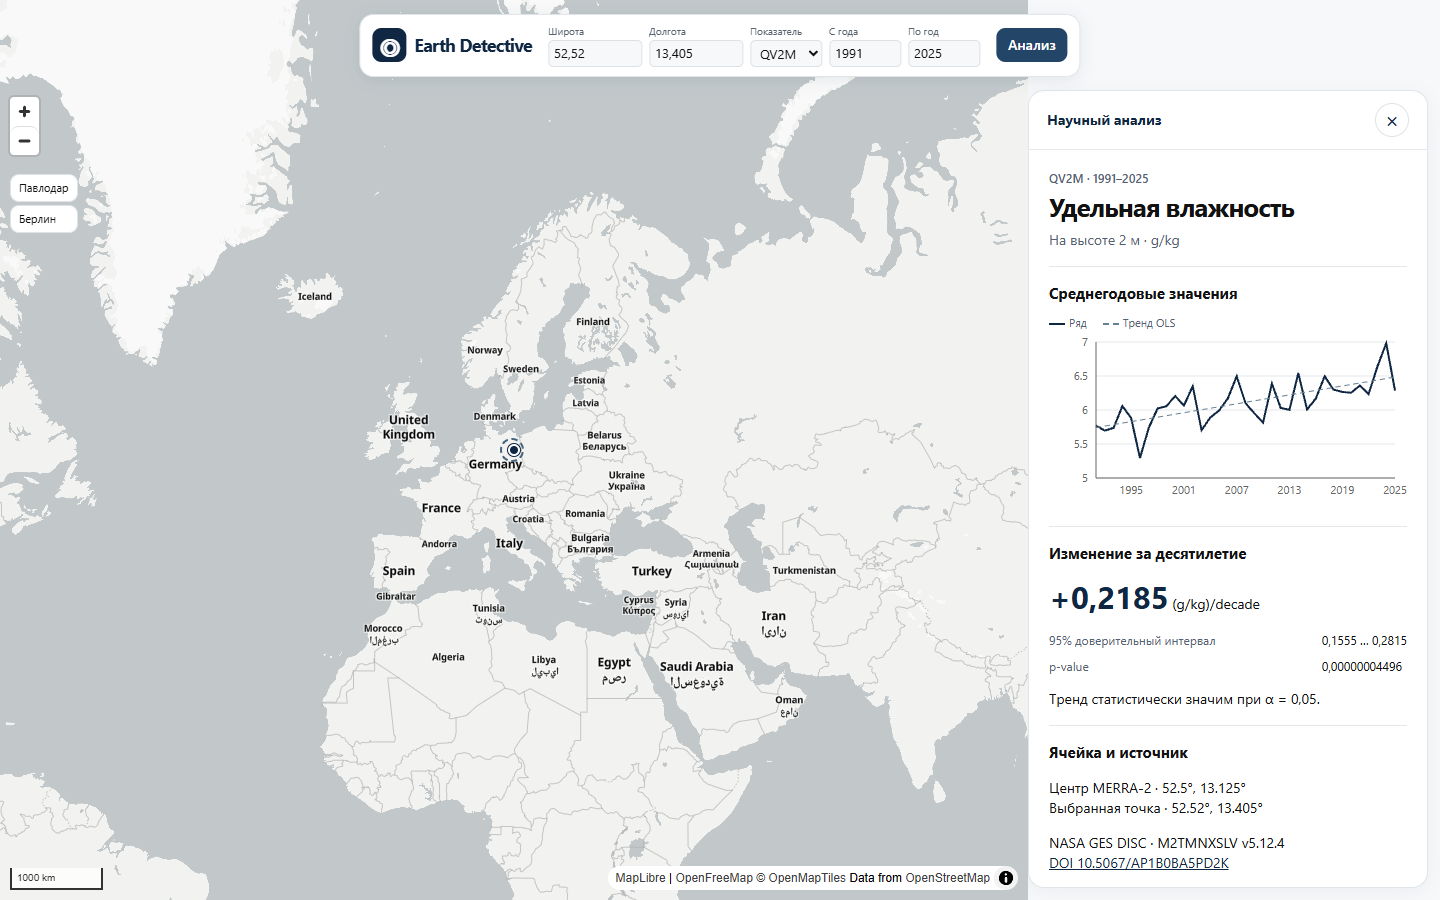 Earth Detective
Широта
52,52
Долгота
13,405
Показатель
QV2M
С года
1991
По год
2025
Анализ
+
−
Павлодар
Берлин
Iceland
Finland
Norway
Sweden
Estonia
Latvia
Denmark
United
Kingdom
Belarus
Беларусь
Germany
Ukraine
Україна
Austria
France
Croatia
Romania
Andorra
Italy
Bulgaria
България
Armenia
Հայաստան
Spain
Turkey
Turkmenistan
Gibraltar
Cyprus
Κύπρος
Syria
سوريا
Tunisia
تونس
Iran
ايران
Morocco
المغرب
Algeria
Libya
ليبيا
Egypt
مصر
Saudi Arabia
السعودية
Oman
عمان
1000 km
MapLibre | OpenFreeMap © OpenMapTiles Data from OpenStreetMap
Научный анализ
×
QV2M · 1991–2025
Удельная влажность
На высоте 2 м · g/kg
Среднегодовые значения
Ряд
Тренд OLS
7
6.5
6
5.5
5
1995 2001 2007 2013 2019 2025
Изменение за десятилетие
+0,2185 (g/kg)/decade
95% доверительный интервал 0,1555 … 0,2815
p-value 0,00000004496
Тренд статистически значим при α = 0,05.
Ячейка и источник
Центр MERRA-2 · 52.5°, 13.125°
Выбранная точка · 52.52°, 13.405°
NASA GES DISC · M2TMNXSLV v5.12.4
DOI 10.5067/AP1B0BA5PD2K